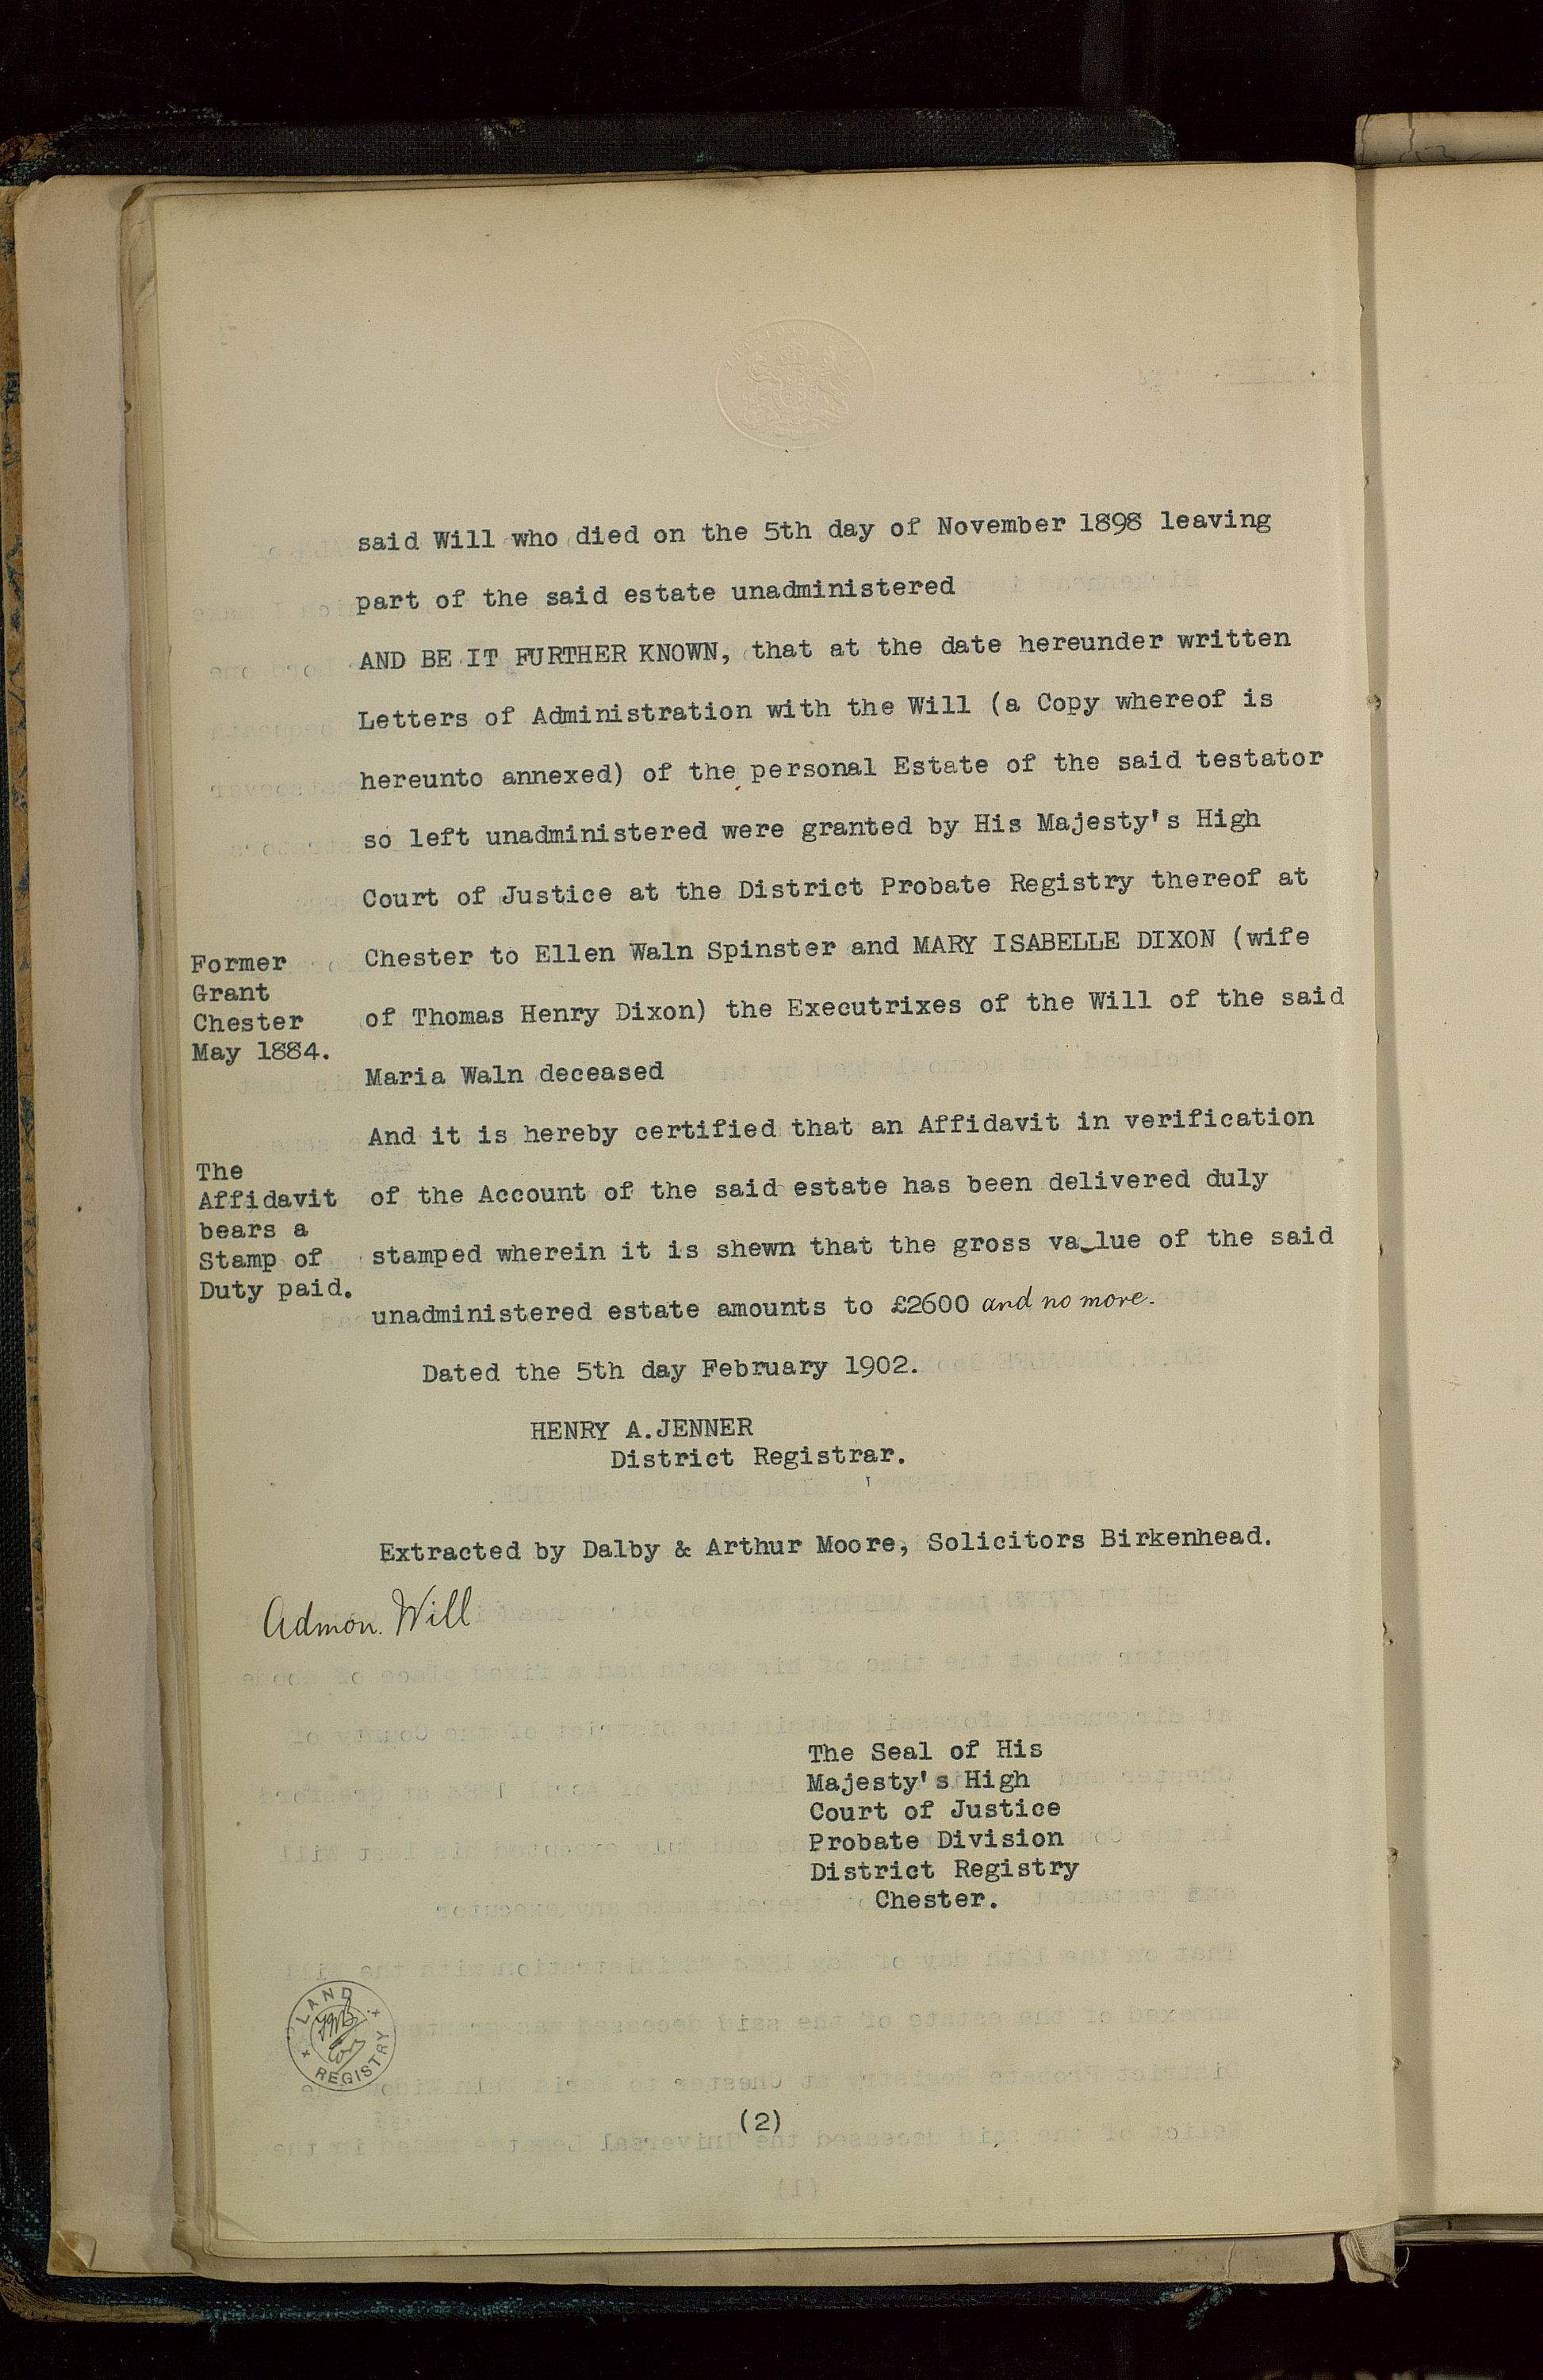 said Will who died on the 5th day of November 1898 leaving
part of the said estate unadministered
AND BE IT FURTHER KNOWN, that at the date hereunder written
Letters of Administration with the Will (a Copy whereof is
hereunto annexed) of the personal Estate of the said testator
so left unadministered were granted by His Majesty's High
Court of Justice at the District Probate Registry thereof at
Chester to Ellen Waln Spinster and MARY ISABELLE DIXON (wife
of Thomas Henry Dixon) the Executrixes of the Will of the said
Maria Waln deceased
Former
Grant
Chester
May 1884.
And it is hereby certified that an Affidavit in verification
of the Account of the said estate has been delivered duly
stamped wherein it is shewn that the gross va lue of the said
unadministered estate amounts to £2600 and no more.
The
Affidavit
bears a
Stamp of
Duty paid.
Dated the 5th day February 1902.
HENRY A.JENNER
District Registrar.
Extracted by Dalby & Arthur Moore, Solicitors Birkenhead.
Admon. Will
The Seal of His
Majesty's High
Court of Justice
Probate Division
District Registry
Chester.
LAND
REGISTRY
(2)